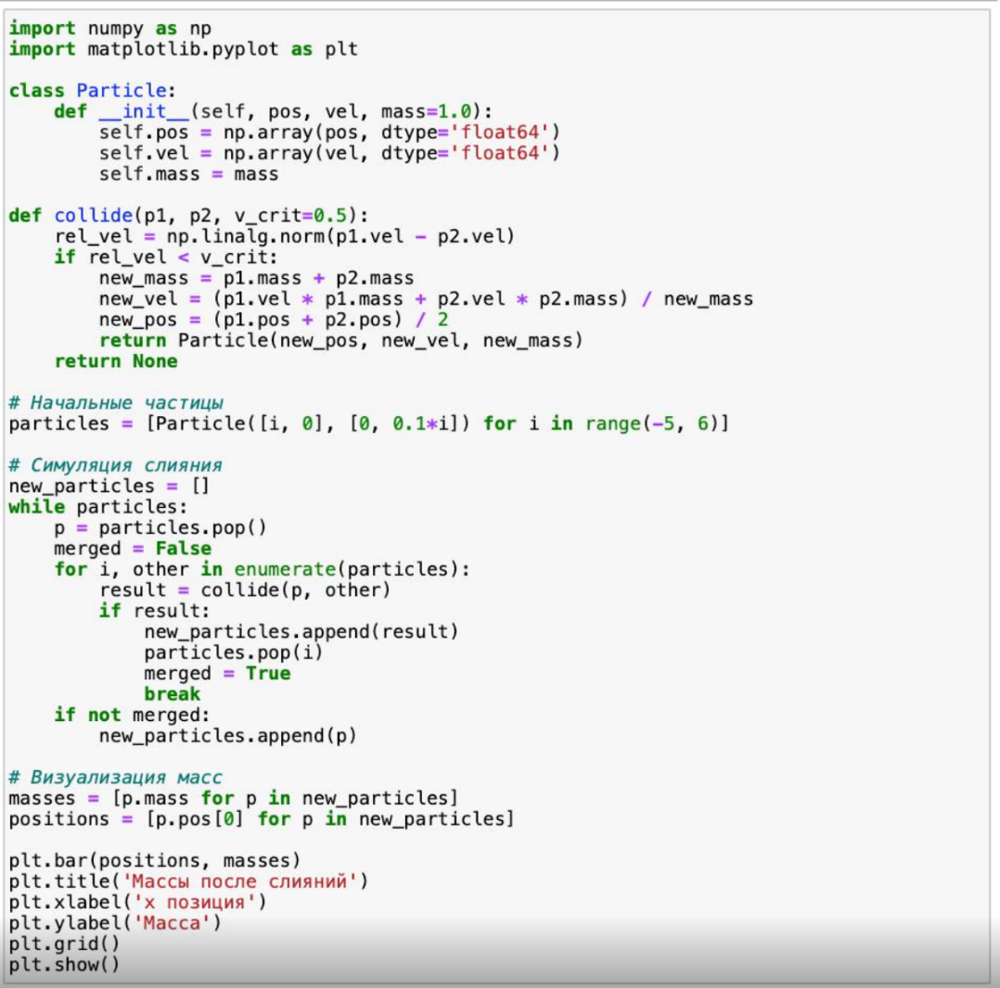 import numpy as np
import matplotlib.pyplot as plt

class Particle:
    def __init__(self, pos, vel, mass=1.0):
        self.pos = np.array(pos, dtype='float64')
        self.vel = np.array(vel, dtype='float64')
        self.mass = mass

def collide(p1, p2, v_crit=0.5):
    rel_vel = np.linalg.norm(p1.vel - p2.vel)
    if rel_vel < v_crit:
        new_mass = p1.mass + p2.mass
        new_vel = (p1.vel * p1.mass + p2.vel * p2.mass) / new_mass
        new_pos = (p1.pos + p2.pos) / 2
        return Particle(new_pos, new_vel, new_mass)
    return None

# Начальные частицы
particles = [Particle([i, 0], [0, 0.1*i]) for i in range(-5, 6)]

# Симуляция слияния
new_particles = []
while particles:
    p = particles.pop()
    merged = False
    for i, other in enumerate(particles):
        result = collide(p, other)
        if result:
            new_particles.append(result)
            particles.pop(i)
            merged = True
            break
    if not merged:
        new_particles.append(p)

# Визуализация масс
masses = [p.mass for p in new_particles]
positions = [p.pos[0] for p in new_particles]

plt.bar(positions, masses)
plt.title('Массы после слияний')
plt.xlabel('x позиция')
plt.ylabel('Масса')
plt.grid()
plt.show()